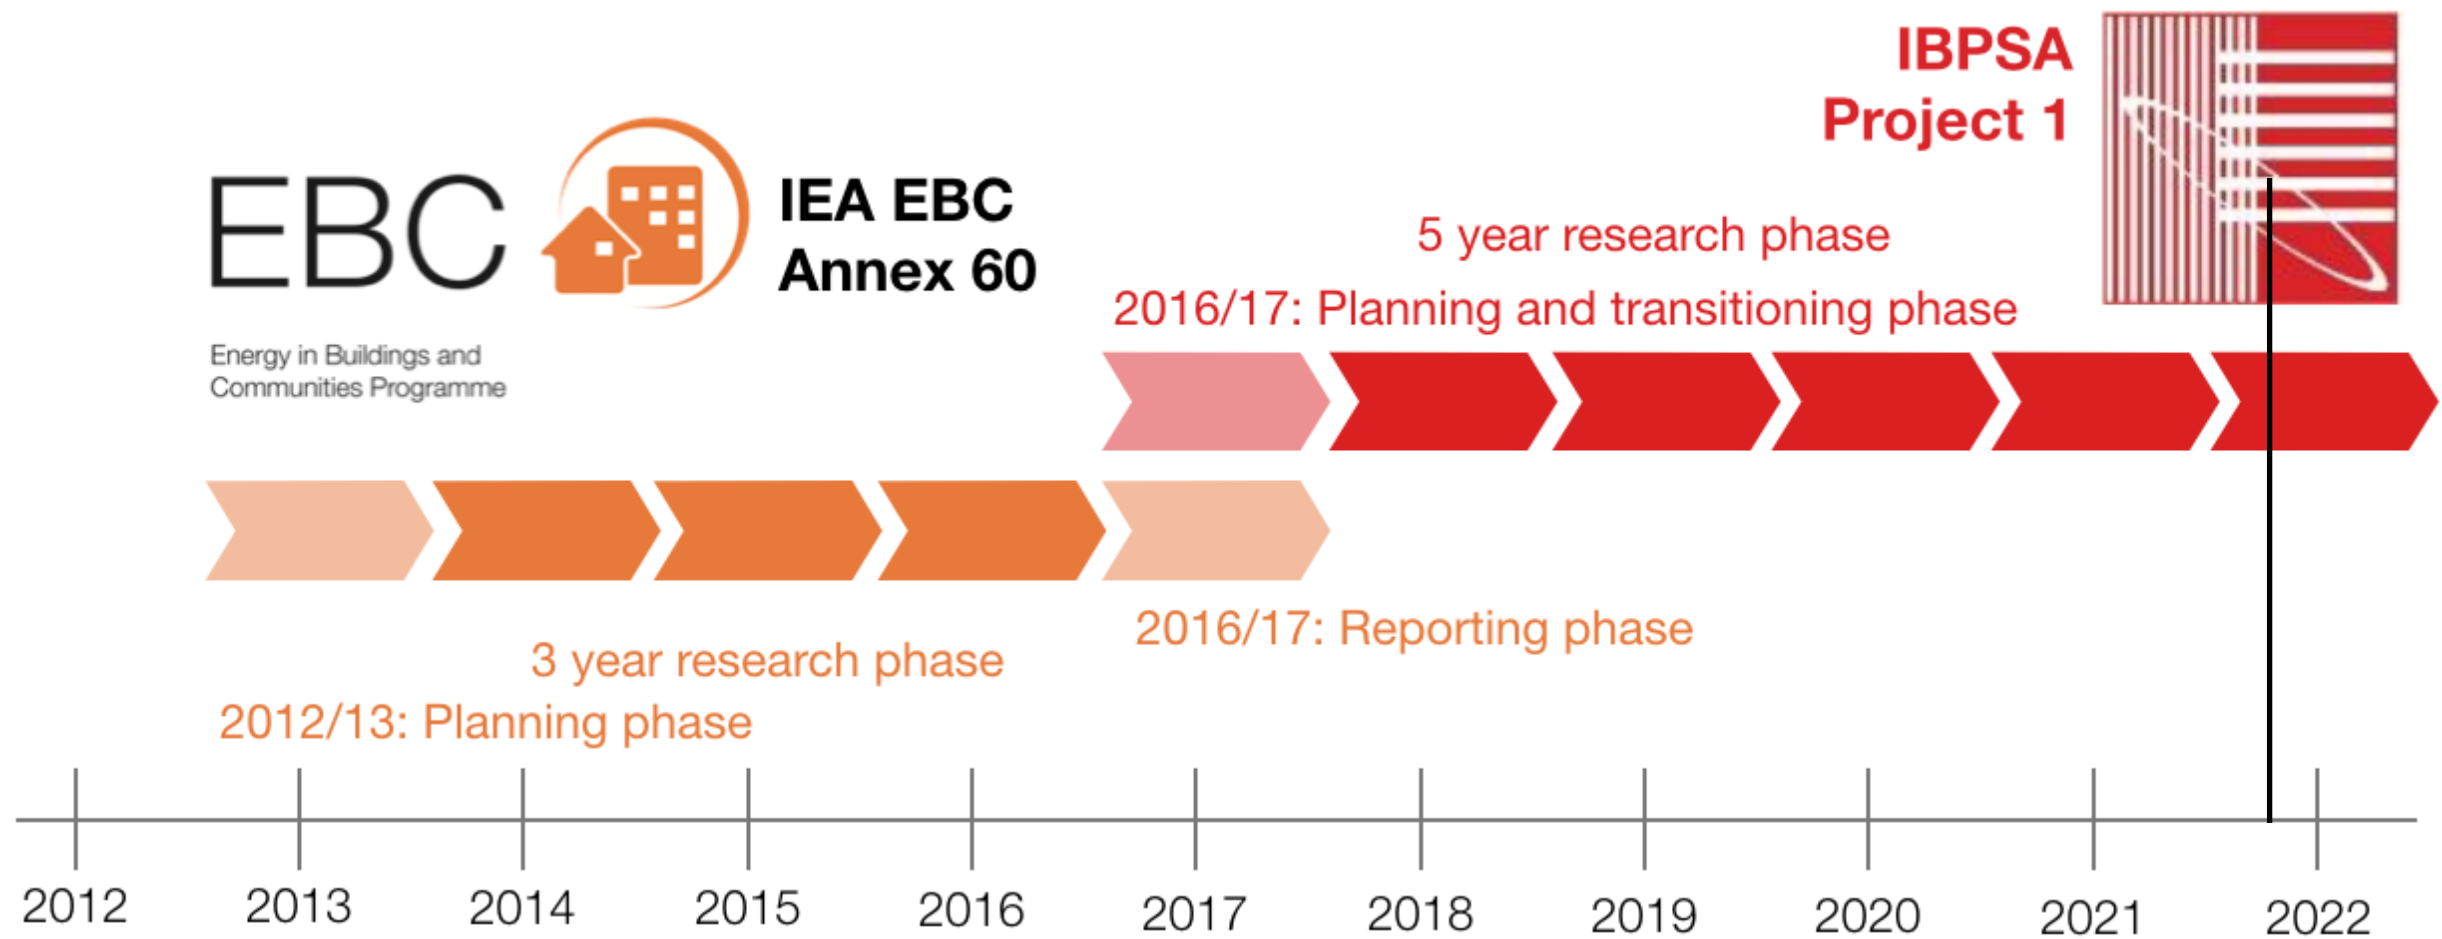 IBPSA
Project 1
EBC
IEA EBC
Annex 60
Energy in Buildings and
Communities Programme
5 year research phase
2016/17: Planning and transitioning phase
2016/17: Reporting phase
3 year research phase
2012/13: Planning phase
2012 2013 2014 2015 2016 2017 2018 2019 2020 2021 2022